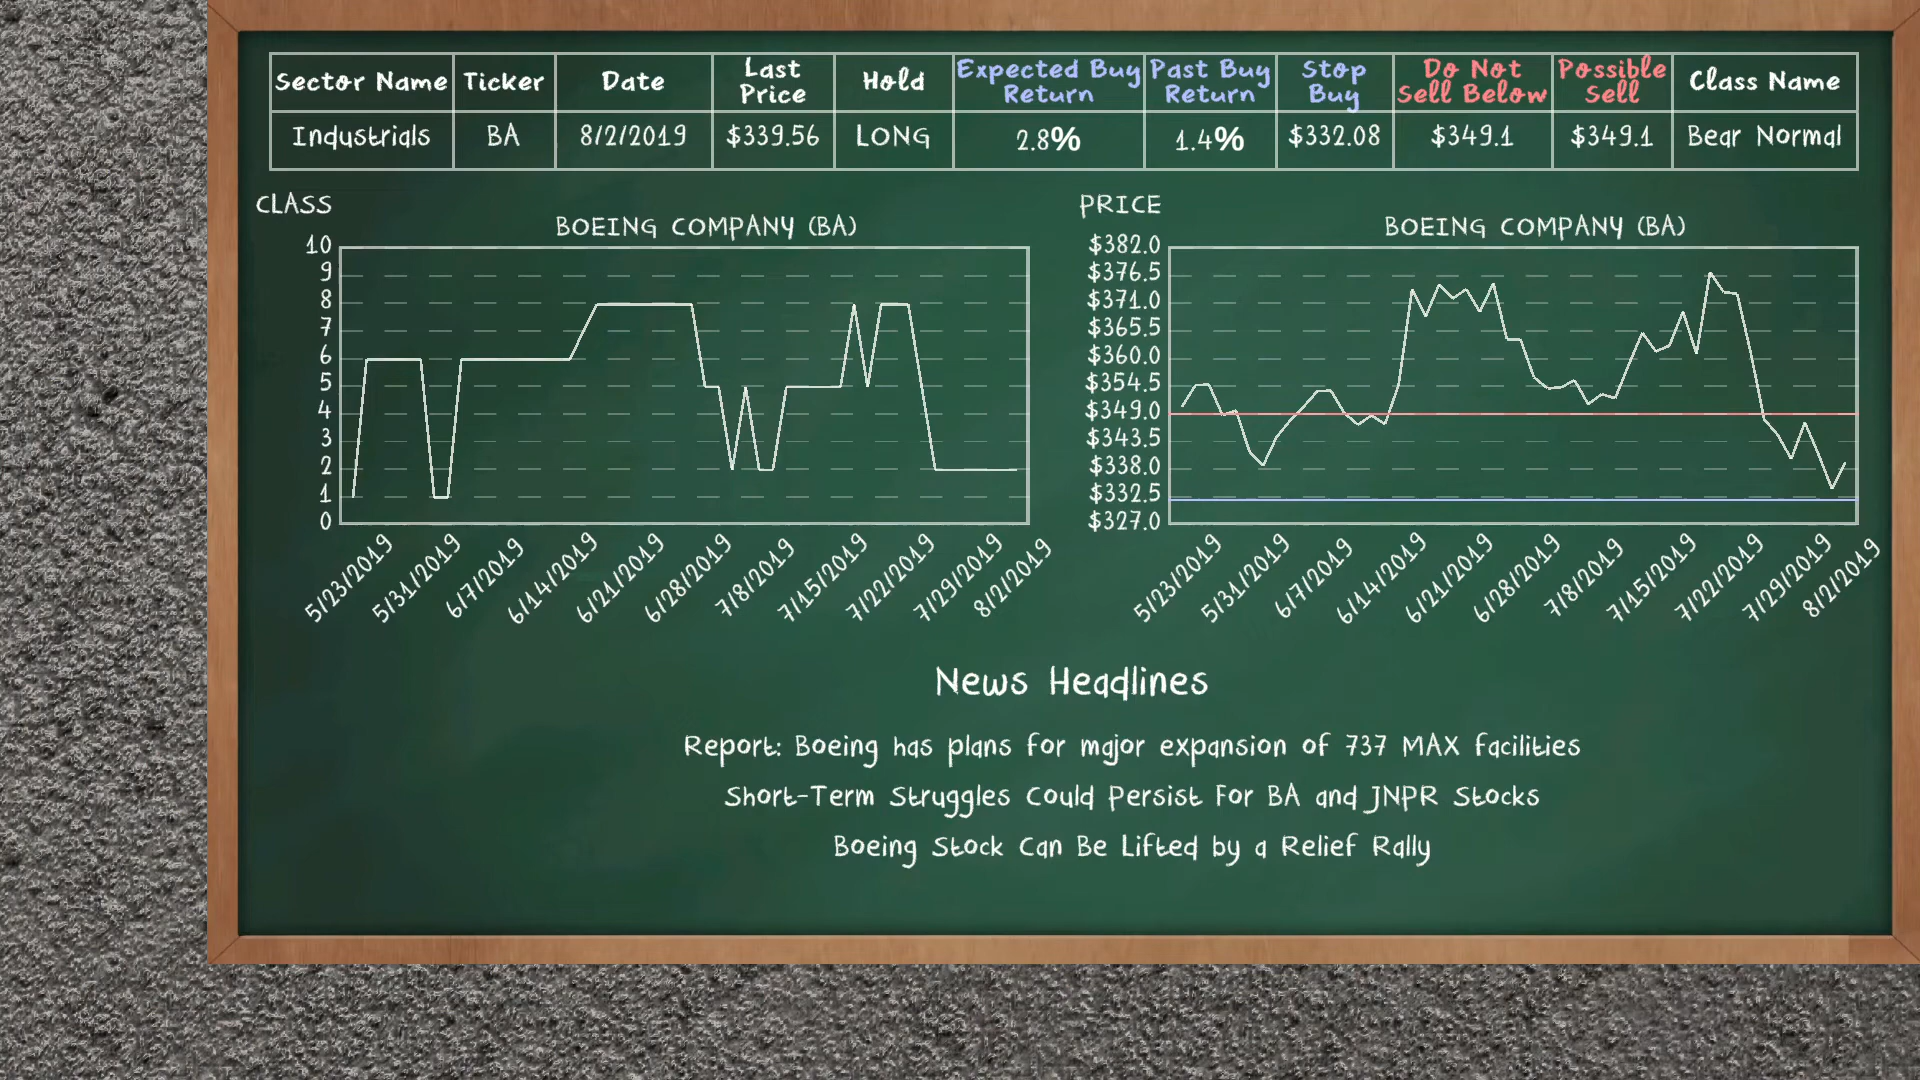 Sector Name Ticker Date Last Price Hold Expected Buy Return Past Buy Return Stop Buy Do Not Sell Below Possible Sell Class Name
Industrials BA 8/2/2019 $339.56 LONG 2.8% 1.4% $332.08 $349.1 $349.1 Bear Normal
CLASS
BOEING COMPANY (BA)
10
9
8
7
6
5
4
3
2
1
0
5/23/2019 5/31/2019 6/7/2019 6/14/2019 6/21/2019 6/28/2019 7/8/2019 7/15/2019 7/22/2019 7/29/2019 8/2/2019
PRICE
BOEING COMPANY (BA)
$382.0
$376.5
$371.0
$365.5
$360.0
$354.5
$349.0
$343.5
$338.0
$332.5
$327.0
5/23/2019 5/31/2019 6/7/2019 6/14/2019 6/21/2019 6/28/2019 7/8/2019 7/15/2019 7/22/2019 7/29/2019 8/2/2019
News Headlines
Report: Boeing has plans for major expansion of 737 MAX facilities
Short-Term Struggles Could Persist For BA and JNPR Stocks
Boeing Stock Can Be Lifted by a Relief Rally